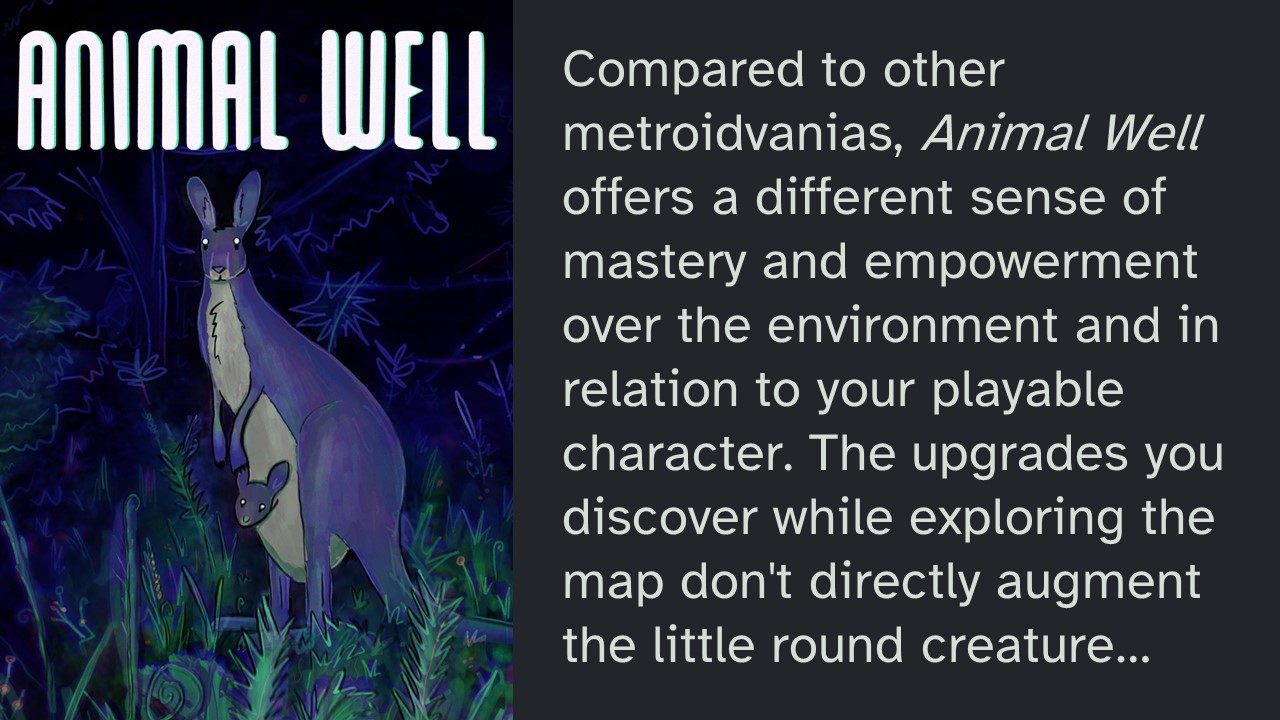 ANIMAL WELL
Compared to other
metroidvanias, Animal Well
offers a different sense of
mastery and empowerment
over the environment and in
relation to your playable
character. The upgrades you
discover while exploring the
map don't directly augment
the little round creature...